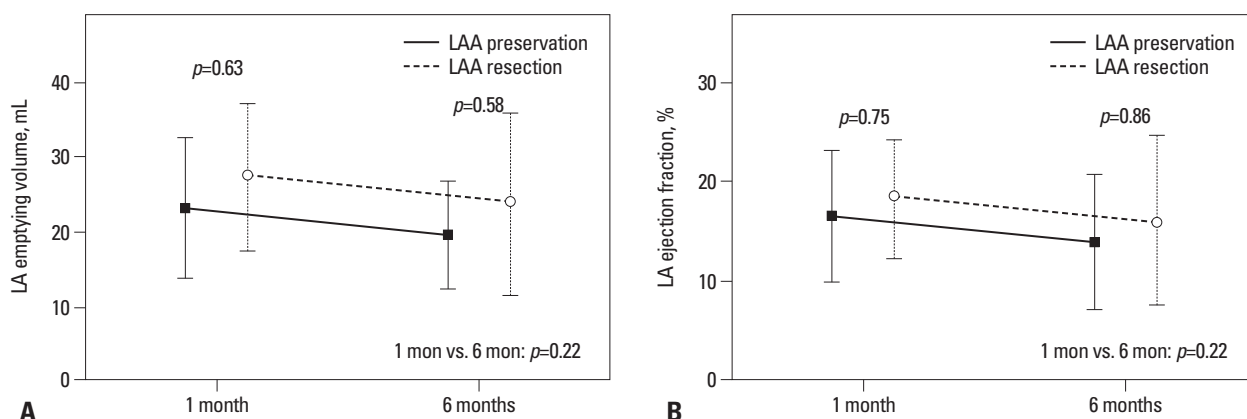 LAA preservation
LAA resection
p=0.63
p=0.58
40
30
20
10
0
LA emptying volume, mL
1 mon vs. 6 mon: p=0.22
1 month
6 months
A
LAA preservation
LAA resection
p=0.75
p=0.86
30
20
10
0
LA ejection fraction, %
1 mon vs. 6 mon: p=0.22
1 month
6 months
B